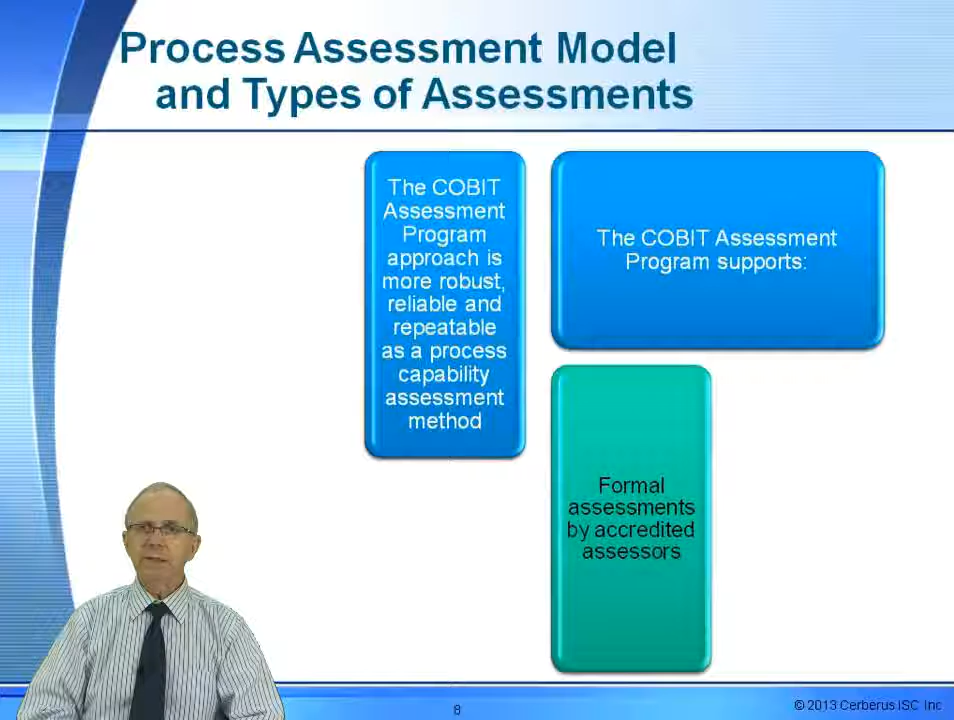 Process Assessment Model
and Types of Assessments
The COBIT
Assessment
Program
approach is
more robust,
reliable and
repeatable
as a process
capability
assessment
method
The COBIT Assessment
Program supports:
Formal
assessments
by accredited
assessors
8
© 2013 Cerberus ISC Inc